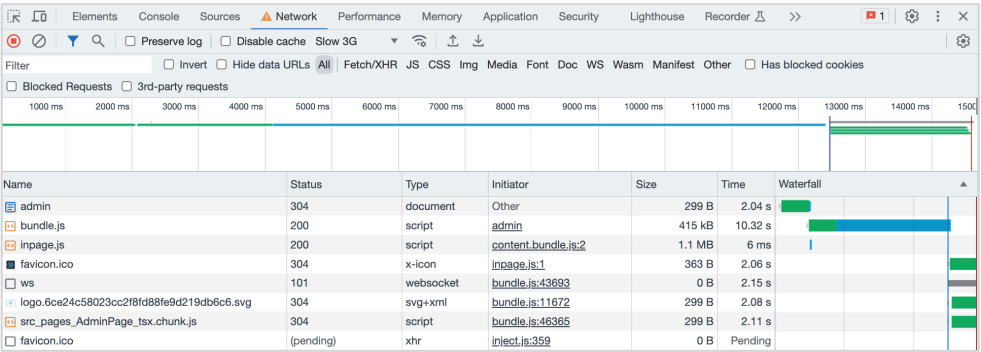 Elements Console Sources Network Performance Memory Application Security Lighthouse Recorder 1
Preserve log Disable cache Slow 3G
Filter Invert Hide data URLs All Fetch/XHR JS CSS Img Media Font Doc WS Wasm Manifest Other Has blocked cookies
Blocked Requests 3rd-party requests
1000 ms 2000 ms 3000 ms 4000 ms 5000 ms 6000 ms 7000 ms 8000 ms 9000 ms 10000 ms 11000 ms 12000 ms 13000 ms 14000 ms 1500
Name Status Type Initiator Size Time Waterfall
admin 304 document Other 299 B 2.04 s
bundle.js 200 script admin 415 kB 10.32 s
inpage.js 200 script content.bundle.js:2 1.1 MB 6 ms
favicon.ico 304 x-icon inpage.js:1 363 B 2.06 s
ws 101 websocket bundle.js:43693 0 B 2.15 s
logo.6ce24c58023cc2f8fd88fe9d219db6c6.svg 304 svg+xml bundle.js:11672 299 B 2.08 s
src_pages_AdminPage_tsx.chunk.js 304 script bundle.js:46365 299 B 2.11 s
favicon.ico (pending) xhr inject.js:359 0 B Pending